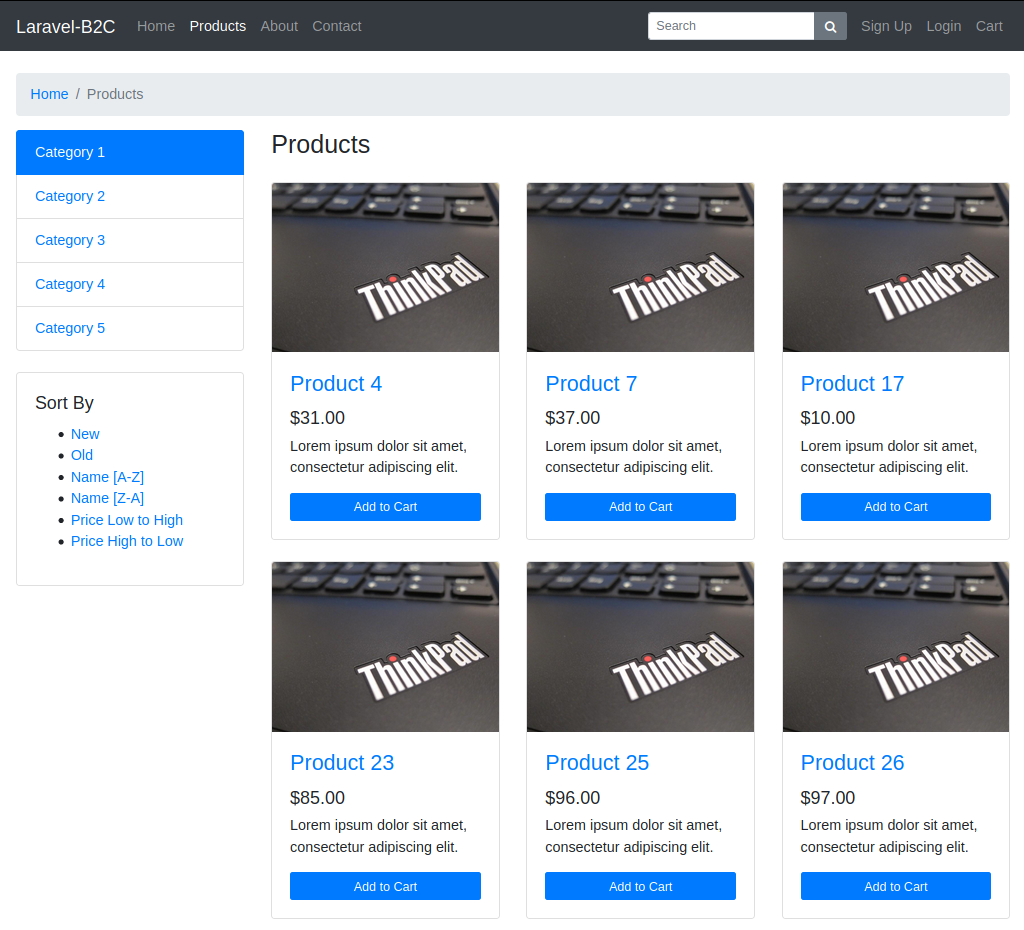 Laravel-B2C Home Products About Contact Search Sign Up Login Cart
Home / Products
Category 1
Category 2
Category 3
Category 4
Category 5
Sort By
New
Old
Name [A-Z]
Name [Z-A]
Price Low to High
Price High to Low
Products
ThinkPad
Product 4
$31.00
Lorem ipsum dolor sit amet,
consectetur adipiscing elit.
Add to Cart
ThinkPad
Product 7
$37.00
Lorem ipsum dolor sit amet,
consectetur adipiscing elit.
Add to Cart
ThinkPad
Product 17
$10.00
Lorem ipsum dolor sit amet,
consectetur adipiscing elit.
Add to Cart
ThinkPad
Product 23
$85.00
Lorem ipsum dolor sit amet,
consectetur adipiscing elit.
Add to Cart
ThinkPad
Product 25
$96.00
Lorem ipsum dolor sit amet,
consectetur adipiscing elit.
Add to Cart
ThinkPad
Product 26
$97.00
Lorem ipsum dolor sit amet,
consectetur adipiscing elit.
Add to Cart